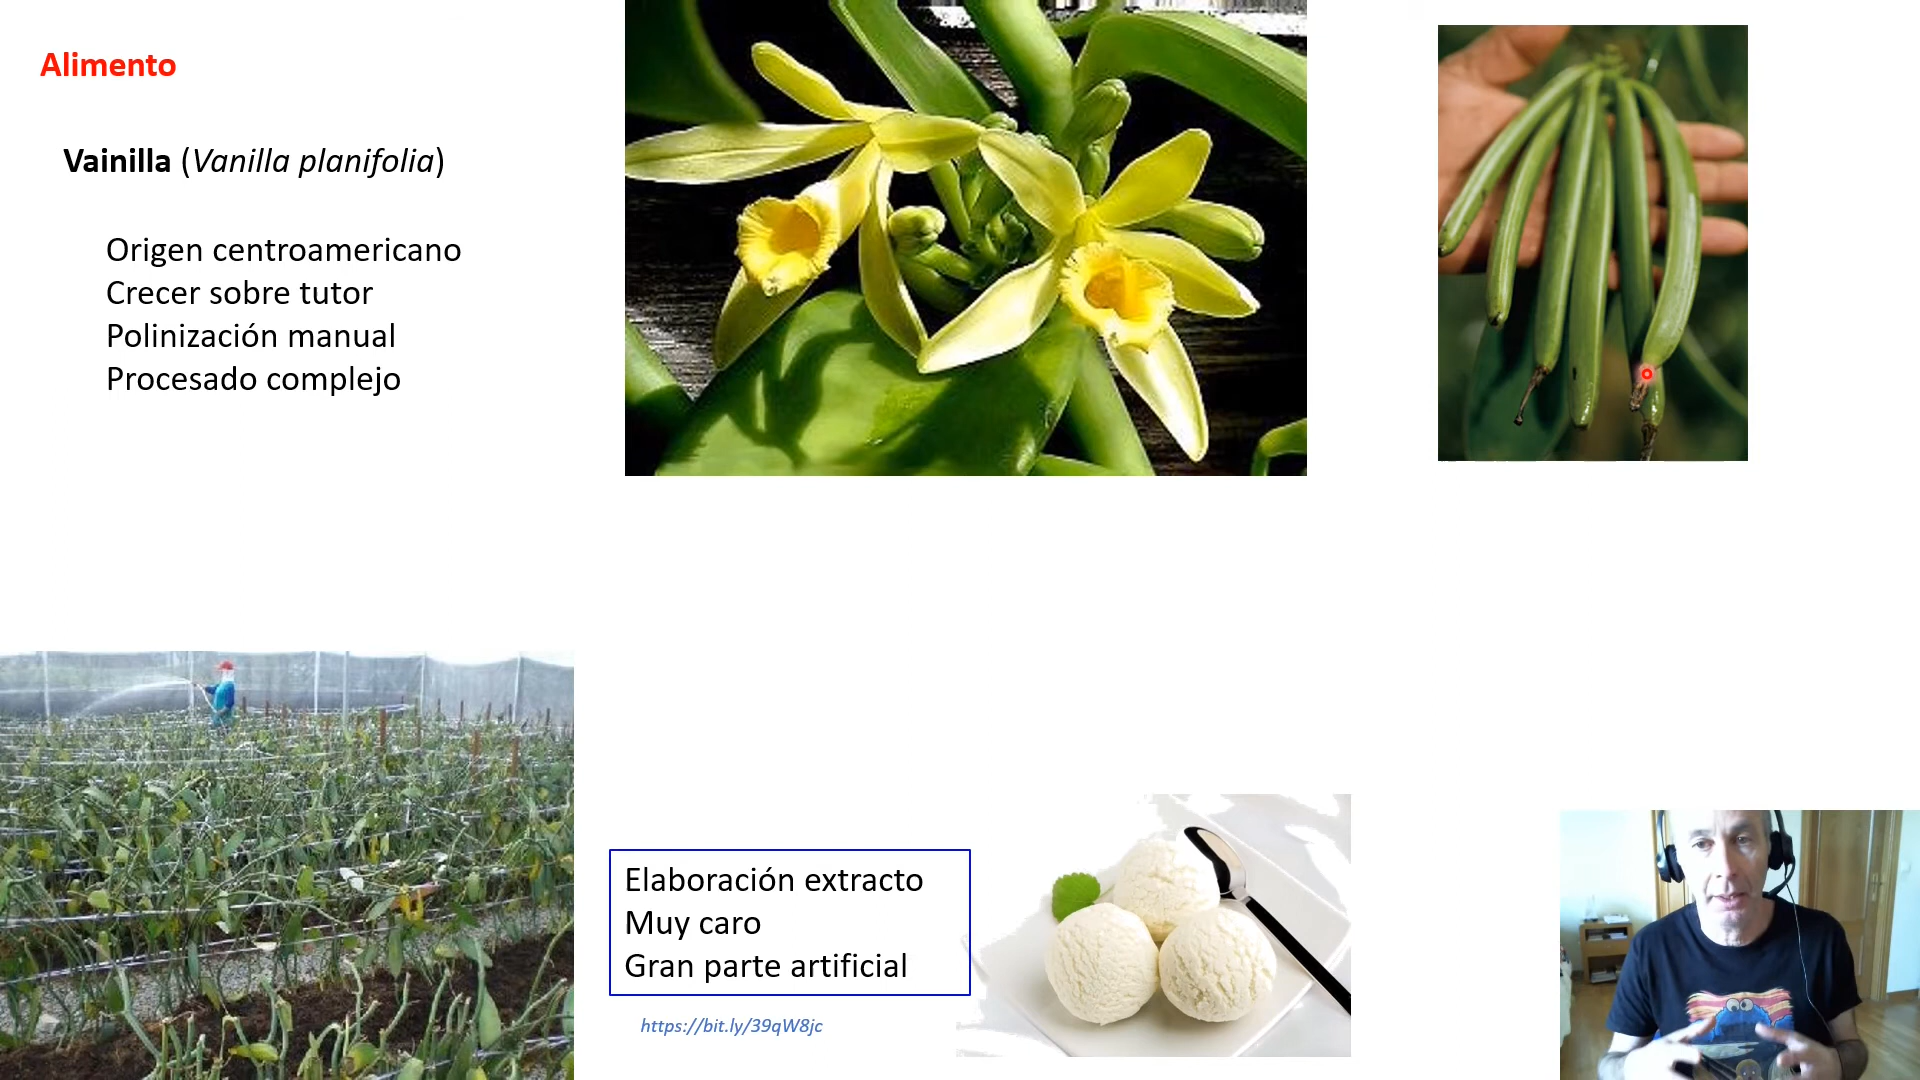 Alimento
Vainilla (Vanilla planifolia)
Origen centroamericano
Crecer sobre tutor
Polinización manual
Procesado complejo
Elaboración extracto
Muy caro
Gran parte artificial
https://bit.ly/39qW8jc